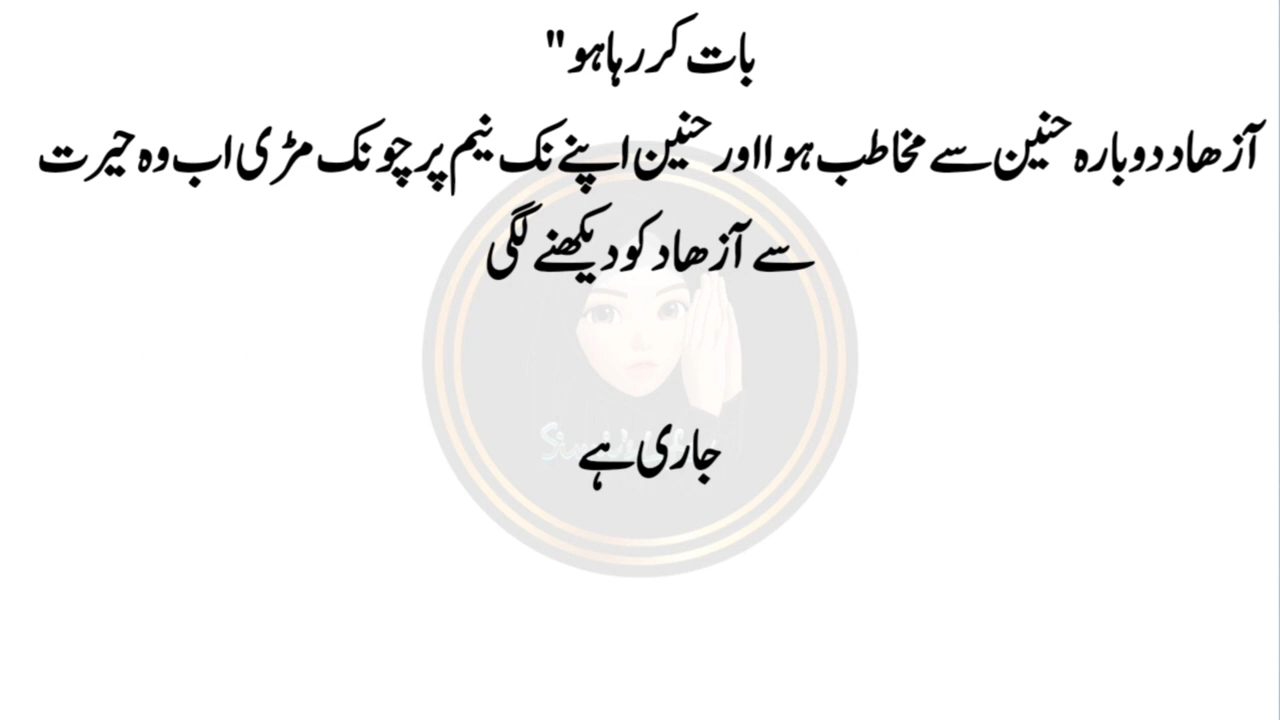 بات کر رہا ہو "
آزھاد دوبارہ حنین سے مخاطب ہوا اور حنین اپنے نک نیم پر چونک مڑی اب وہ حیرت
سے آزھاد کو دیکھنے لگی
جاری ہے